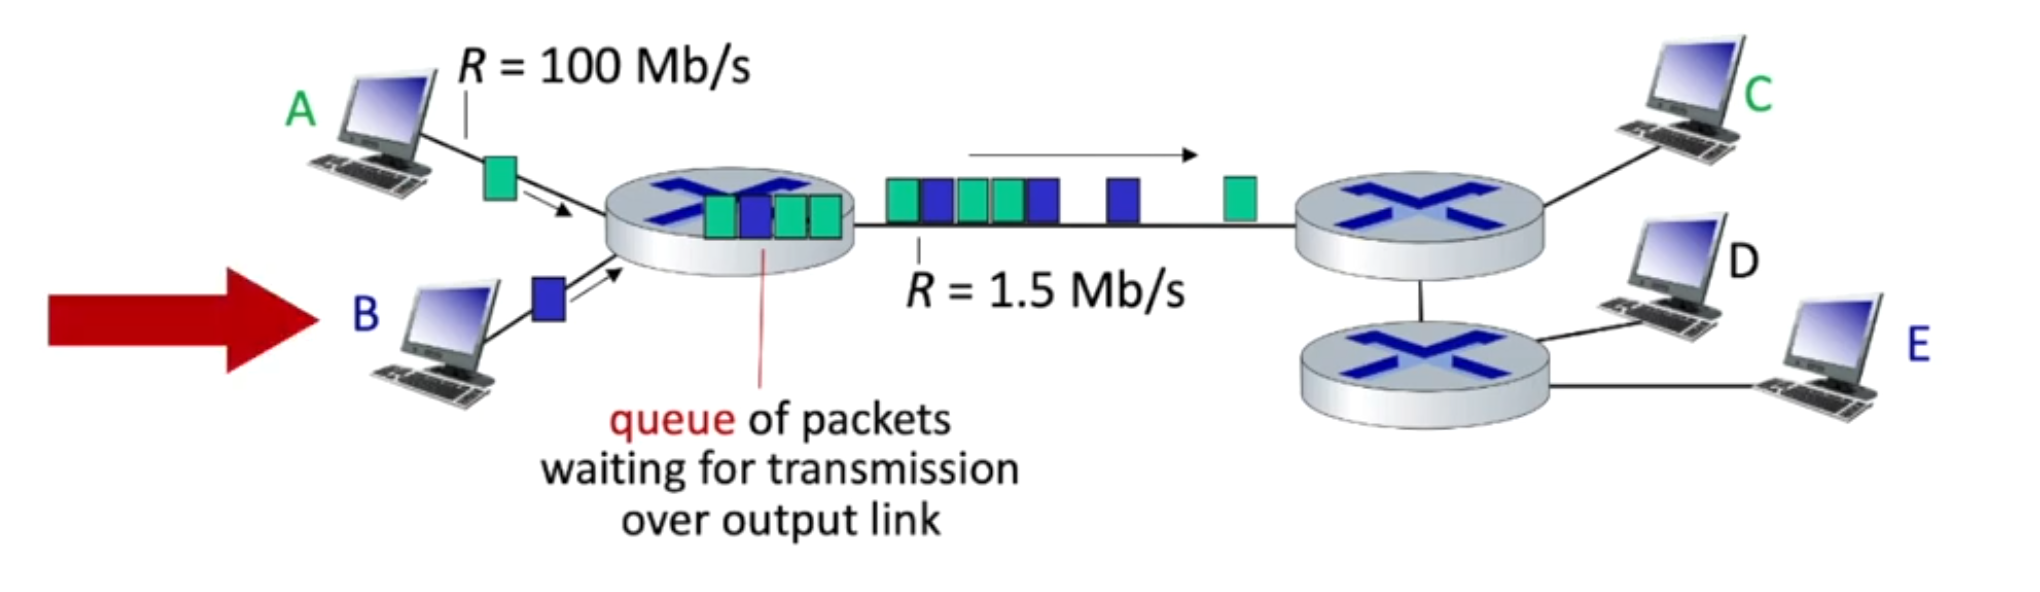 R = 100 Mb/s
A
C
B
R = 1.5 Mb/s
D
E
queue of packets
waiting for transmission
over output link